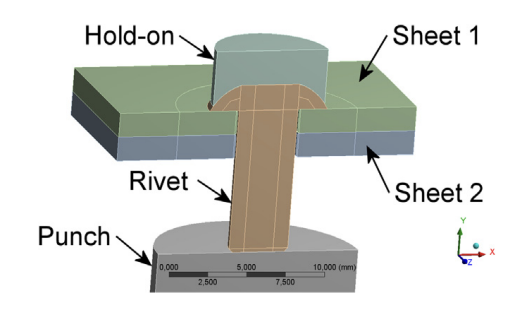 Hold-on
Sheet 1
Rivet
Sheet 2
Punch
0,000 5,000 10,000 (mm)
2,500 7,500
Y
X
Z